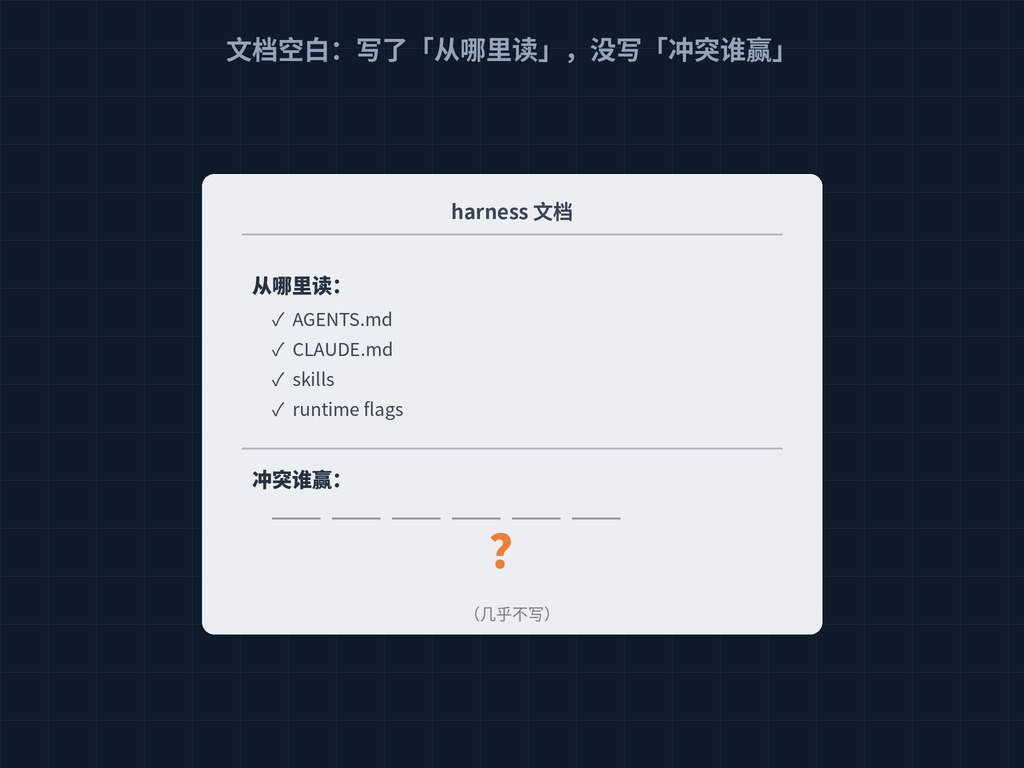 文档空白：写了「从哪里读」，没写「冲突谁赢」
harness 文档
从哪里读：
✓ AGENTS.md
✓ CLAUDE.md
✓ skills
✓ runtime flags
冲突谁赢：
?
（几乎不写）